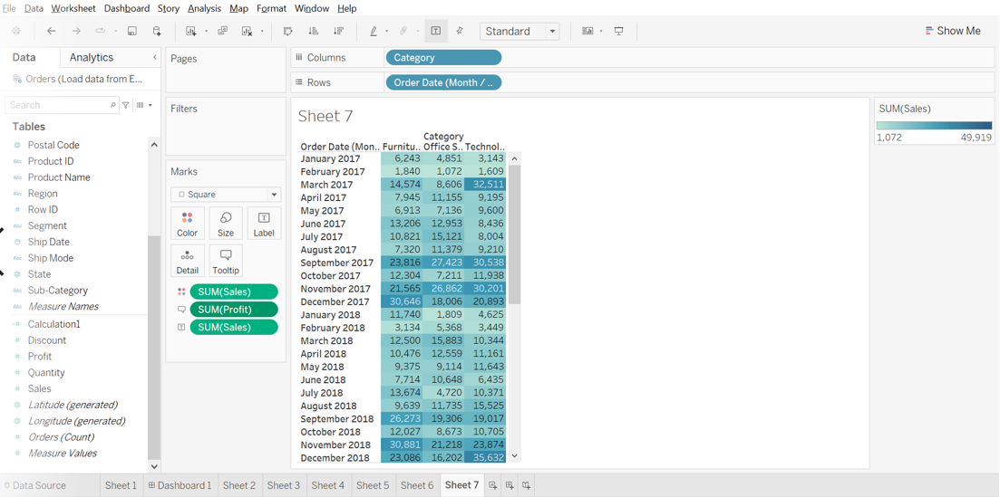 File Data Worksheet Dashboard Story Analysis Map Format Window Help
Standard
Show Me
Data Analytics
Orders (Load data from E...
Search
Tables
Postal Code
Abc Product ID
Abc Product Name
Abc Region
# Row ID
Abc Segment
Ship Date
Abc Ship Mode
State
Abc Sub-Category
Abc Measure Names
# Calculation1
# Discount
# Profit
# Quantity
# Sales
Latitude (generated)
Longitude (generated)
# Orders (Count)
# Measure Values
Pages
Filters
Marks
Square
Color Size Label
Detail Tooltip
SUM(Sales)
SUM(Profit)
SUM(Sales)
Columns Category
Rows Order Date (Month / ..
Sheet 7
Category
Order Date (Mon.. Furnitu.. Office S.. Technol..
January 2017 6,243 4,851 3,143
February 2017 1,840 1,072 1,609
March 2017 14,574 8,606 32,511
April 2017 7,945 11,155 9,195
May 2017 6,913 7,136 9,600
June 2017 13,206 12,953 8,436
July 2017 10,821 15,121 8,004
August 2017 7,320 11,379 9,210
September 2017 23,816 27,423 30,538
October 2017 12,304 7,211 11,938
November 2017 21,565 26,862 30,201
December 2017 30,646 18,006 20,893
January 2018 11,740 1,809 4,625
February 2018 3,134 5,368 3,449
March 2018 12,500 15,883 10,344
April 2018 10,476 12,559 11,161
May 2018 9,375 9,114 11,643
June 2018 7,714 10,648 6,435
July 2018 13,674 4,720 10,371
August 2018 9,639 11,735 15,525
September 2018 26,273 19,306 19,017
October 2018 12,027 8,673 10,705
November 2018 30,881 21,218 23,874
December 2018 23,086 16,202 35,632
SUM(Sales)
1,072 49,919
Data Source Sheet 1 Dashboard 1 Sheet 2 Sheet 3 Sheet 4 Sheet 5 Sheet 6 Sheet 7